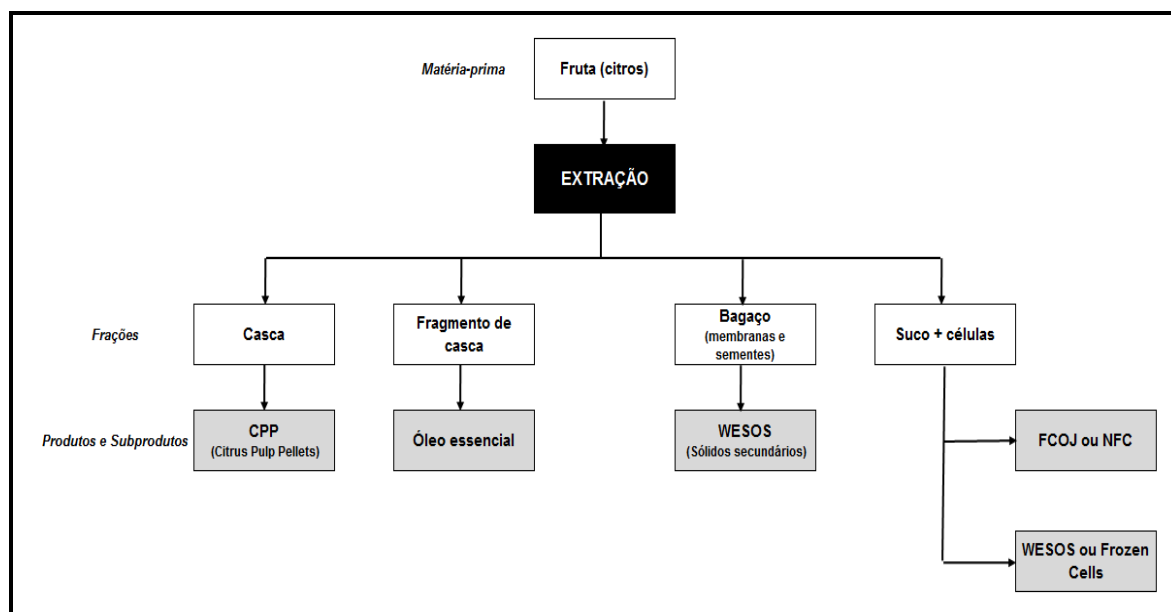 Matéria-prima
Fruta (citros)
EXTRAÇÃO
Frações
Casca
Fragmento de
casca
Bagaço
(membranas e
sementes)
Suco + células
Produtos e Subprodutos
CPP
(Citrus Pulp Pellets)
Óleo essencial
WESOS
(Sólidos secundários)
FCOJ ou NFC
WESOS ou Frozen
Cells